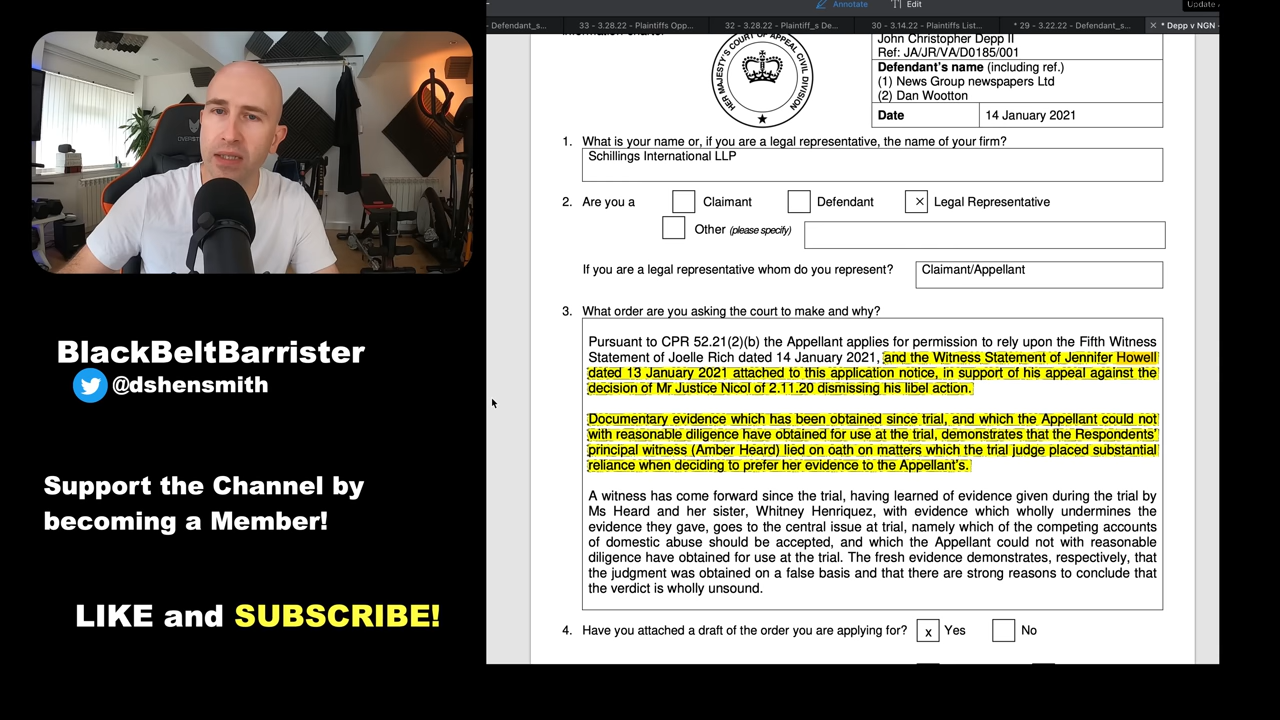 Annotate
Edit
Update
Defendant_s...
33 - 3.28.22 - Plaintiffs Opp...
32 - 3.28.22 - Plaintiff_s De...
30 - 3.14.22 - Plaintiffs List...
* 29 - 3.22.22 - Defendant_s...
* Depp v NGN
HER MAJESTY'S COURT OF APPEAL CIVIL DIVISION
John Christopher Depp II
Ref: JA/JR/VA/D0185/001
Defendant's name (including ref.)
(1) News Group newspapers Ltd
(2) Dan Wootton
Date 14 January 2021
1. What is your name or, if you are a legal representative, the name of your firm?
Schillings International LLP
2. Are you a Claimant Defendant × Legal Representative
Other (please specify)
If you are a legal representative whom do you represent? Claimant/Appellant
3. What order are you asking the court to make and why?
Pursuant to CPR 52.21(2)(b) the Appellant applies for permission to rely upon the Fifth Witness
Statement of Joelle Rich dated 14 January 2021, and the Witness Statement of Jennifer Howell
dated 13 January 2021 attached to this application notice, in support of his appeal against the
decision of Mr Justice Nicol of 2.11.20 dismissing his libel action.
Documentary evidence which has been obtained since trial, and which the Appellant could not
with reasonable diligence have obtained for use at the trial, demonstrates that the Respondents'
principal witness (Amber Heard) lied on oath on matters which the trial judge placed substantial
reliance when deciding to prefer her evidence to the Appellant's.
A witness has come forward since the trial, having learned of evidence given during the trial by
Ms Heard and her sister, Whitney Henriquez, with evidence which wholly undermines the
evidence they gave, goes to the central issue at trial, namely which of the competing accounts
of domestic abuse should be accepted, and which the Appellant could not with reasonable
diligence have obtained for use at the trial. The fresh evidence demonstrates, respectively, that
the judgment was obtained on a false basis and that there are strong reasons to conclude that
the verdict is wholly unsound.
4. Have you attached a draft of the order you are applying for? x Yes No
BlackBeltBarrister
@dshensmith
Support the Channel by
becoming a Member!
LIKE and SUBSCRIBE!